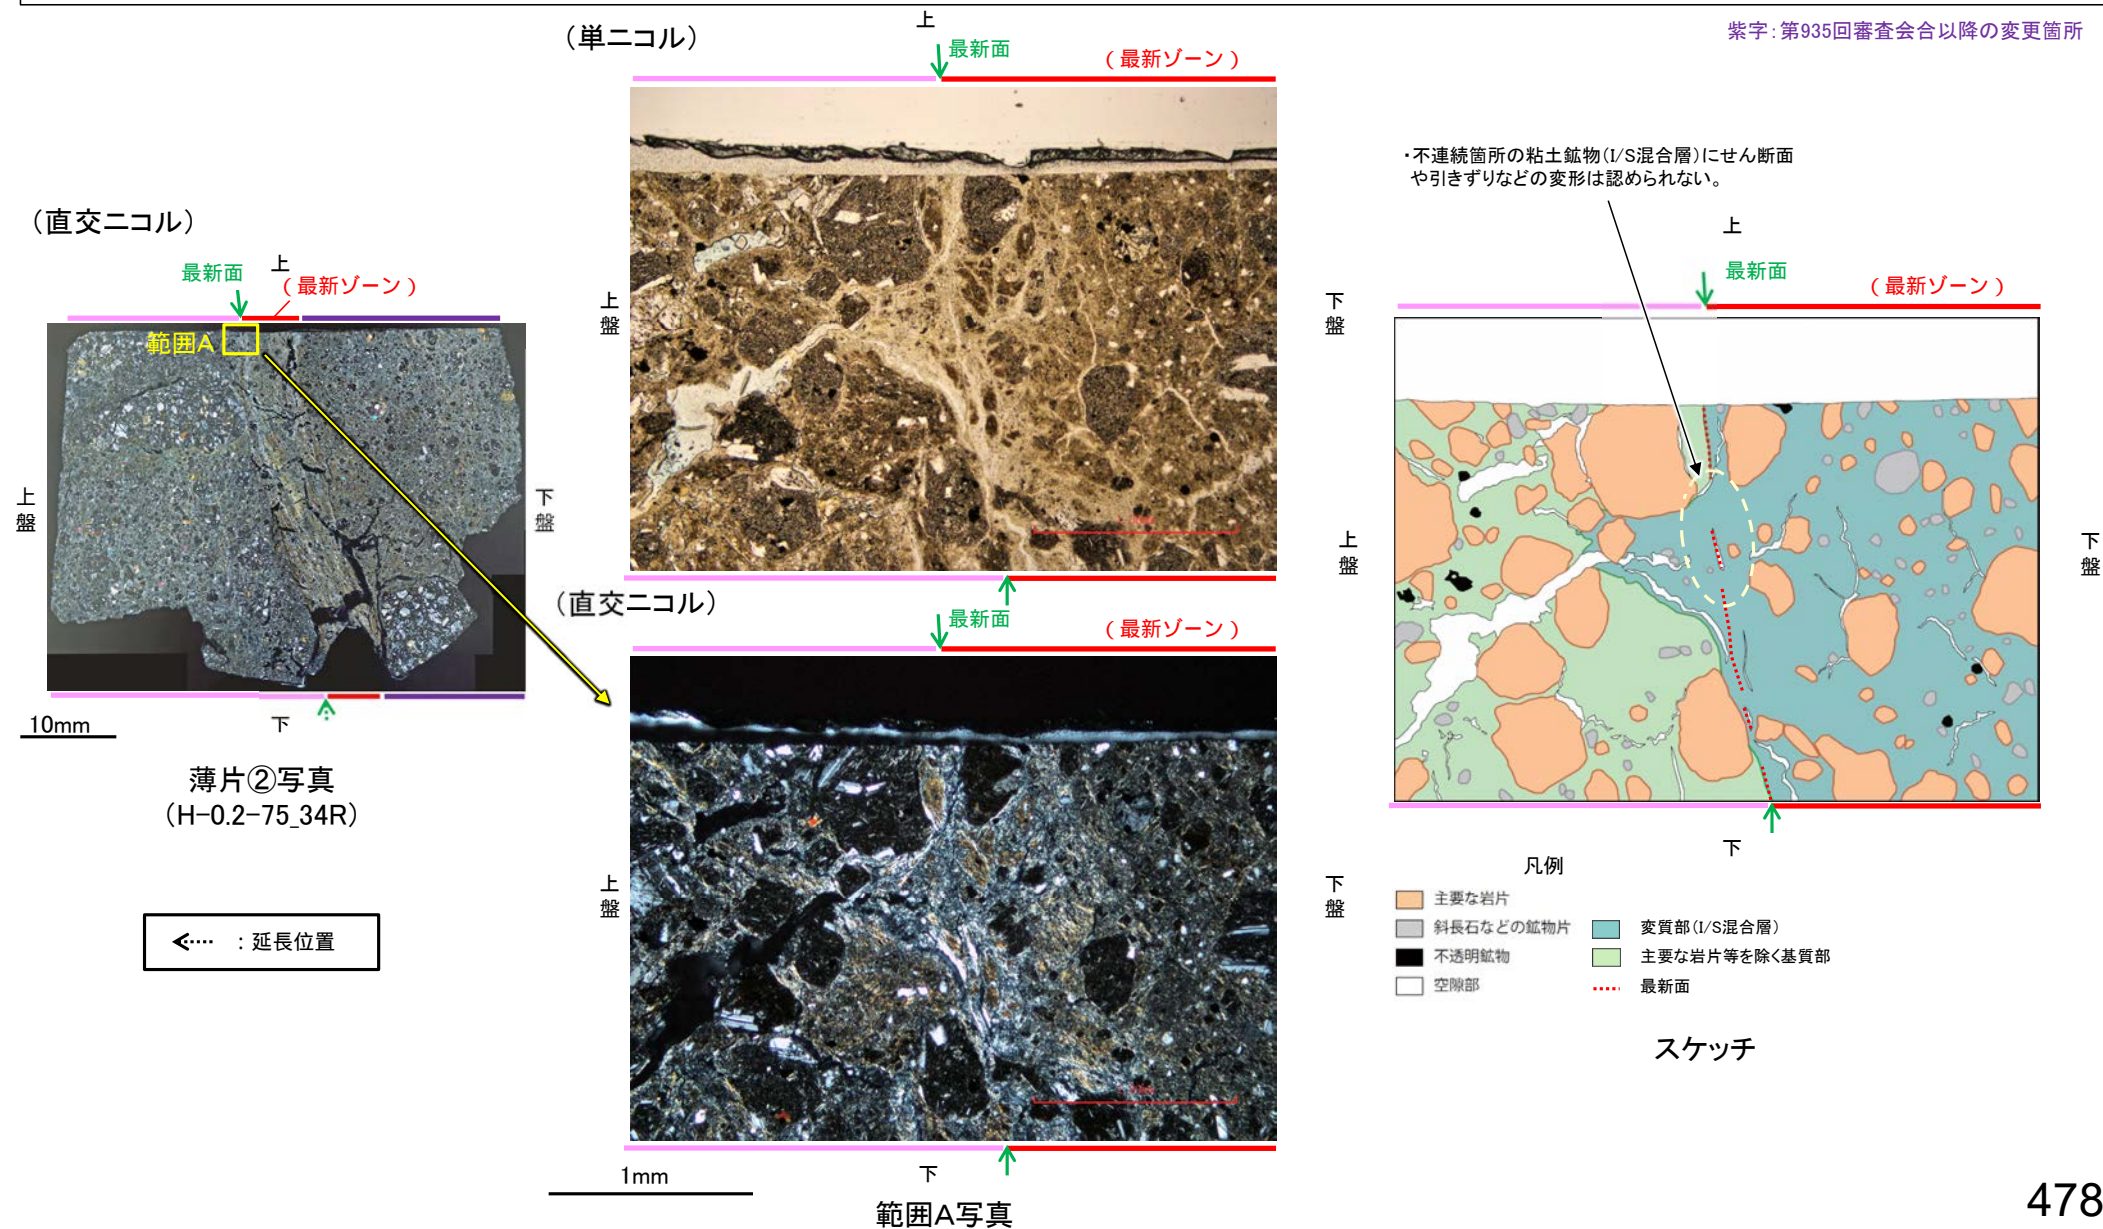 紫字：第935回審査会合以降の変更箇所
（単ニコル）
上
最新面
（最新ゾーン）
上盤
下盤
（直交ニコル）
最新面
上
（最新ゾーン）
範囲A
上盤
下盤
下
10mm
薄片②写真
（H-0.2-75_34R）
：延長位置
（直交ニコル）
最新面
（最新ゾーン）
上盤
下盤
下
1mm
範囲A写真
・不連続箇所の粘土鉱物（I/S混合層）にせん断面
や引きずりなどの変形は認められない。
上
最新面
（最新ゾーン）
上盤
下盤
下
凡例
主要な岩片
斜長石などの鉱物片
不透明鉱物
空隙部
変質部（I/S混合層）
主要な岩片等を除く基質部
最新面
スケッチ
478